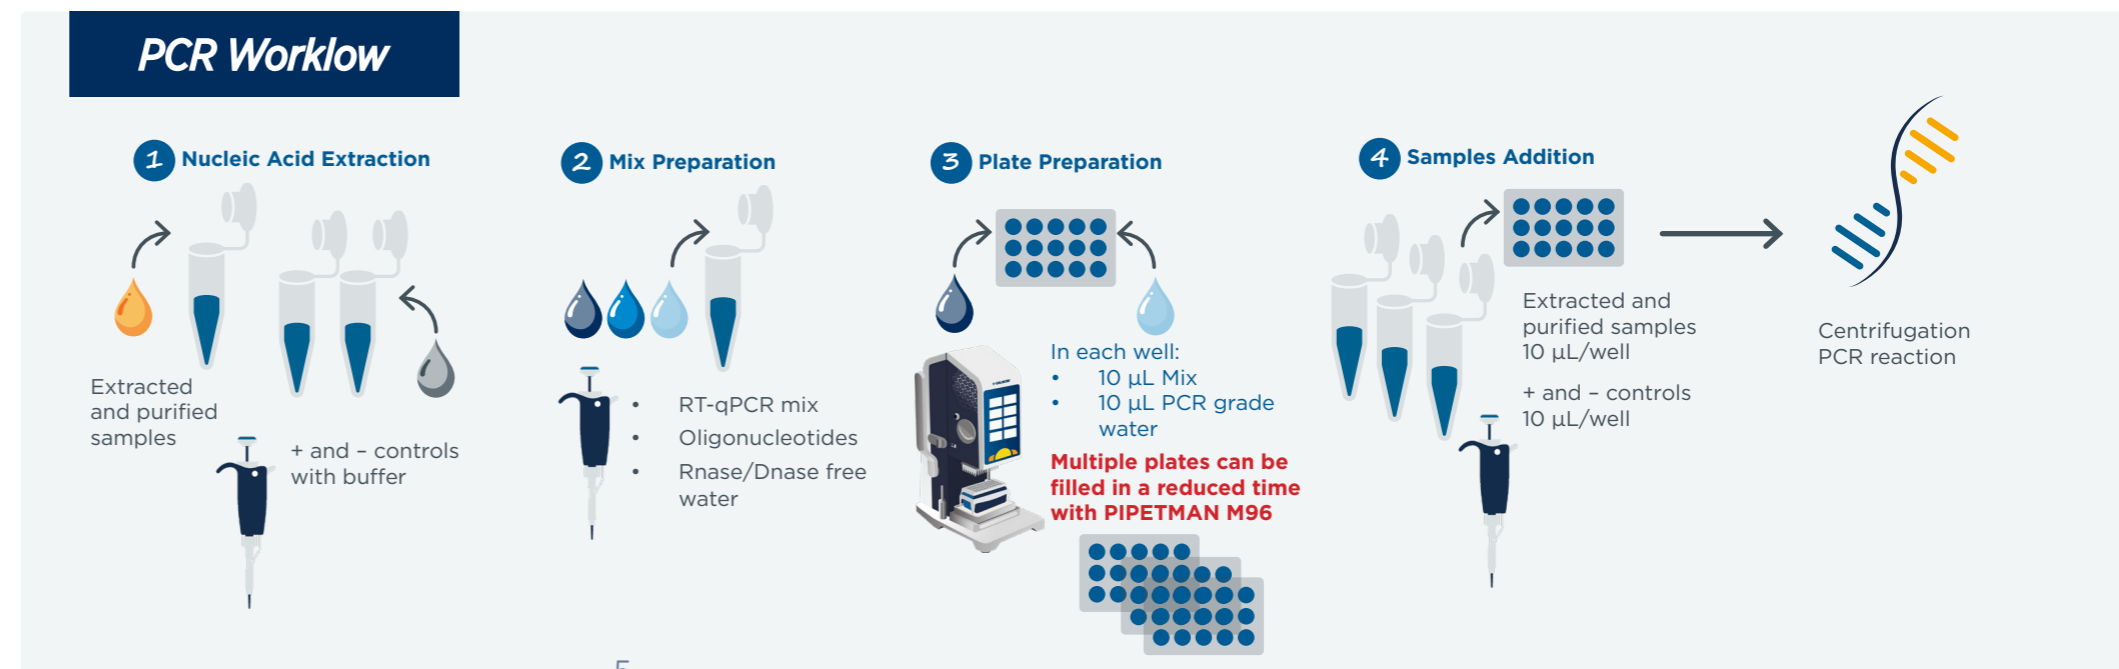 PCR Worklow
1 Nucleic Acid Extraction
Extracted
and purified
samples
+ and – controls
with buffer
2 Mix Preparation
• RT-qPCR mix
• Oligonucleotides
• Rnase/Dnase free
water
3 Plate Preparation
In each well:
• 10 µL Mix
• 10 µL PCR grade
water
Multiple plates can be
filled in a reduced time
with PIPETMAN M96
4 Samples Addition
Extracted and
purified samples
10 µL/well
+ and – controls
10 µL/well
Centrifugation
PCR reaction